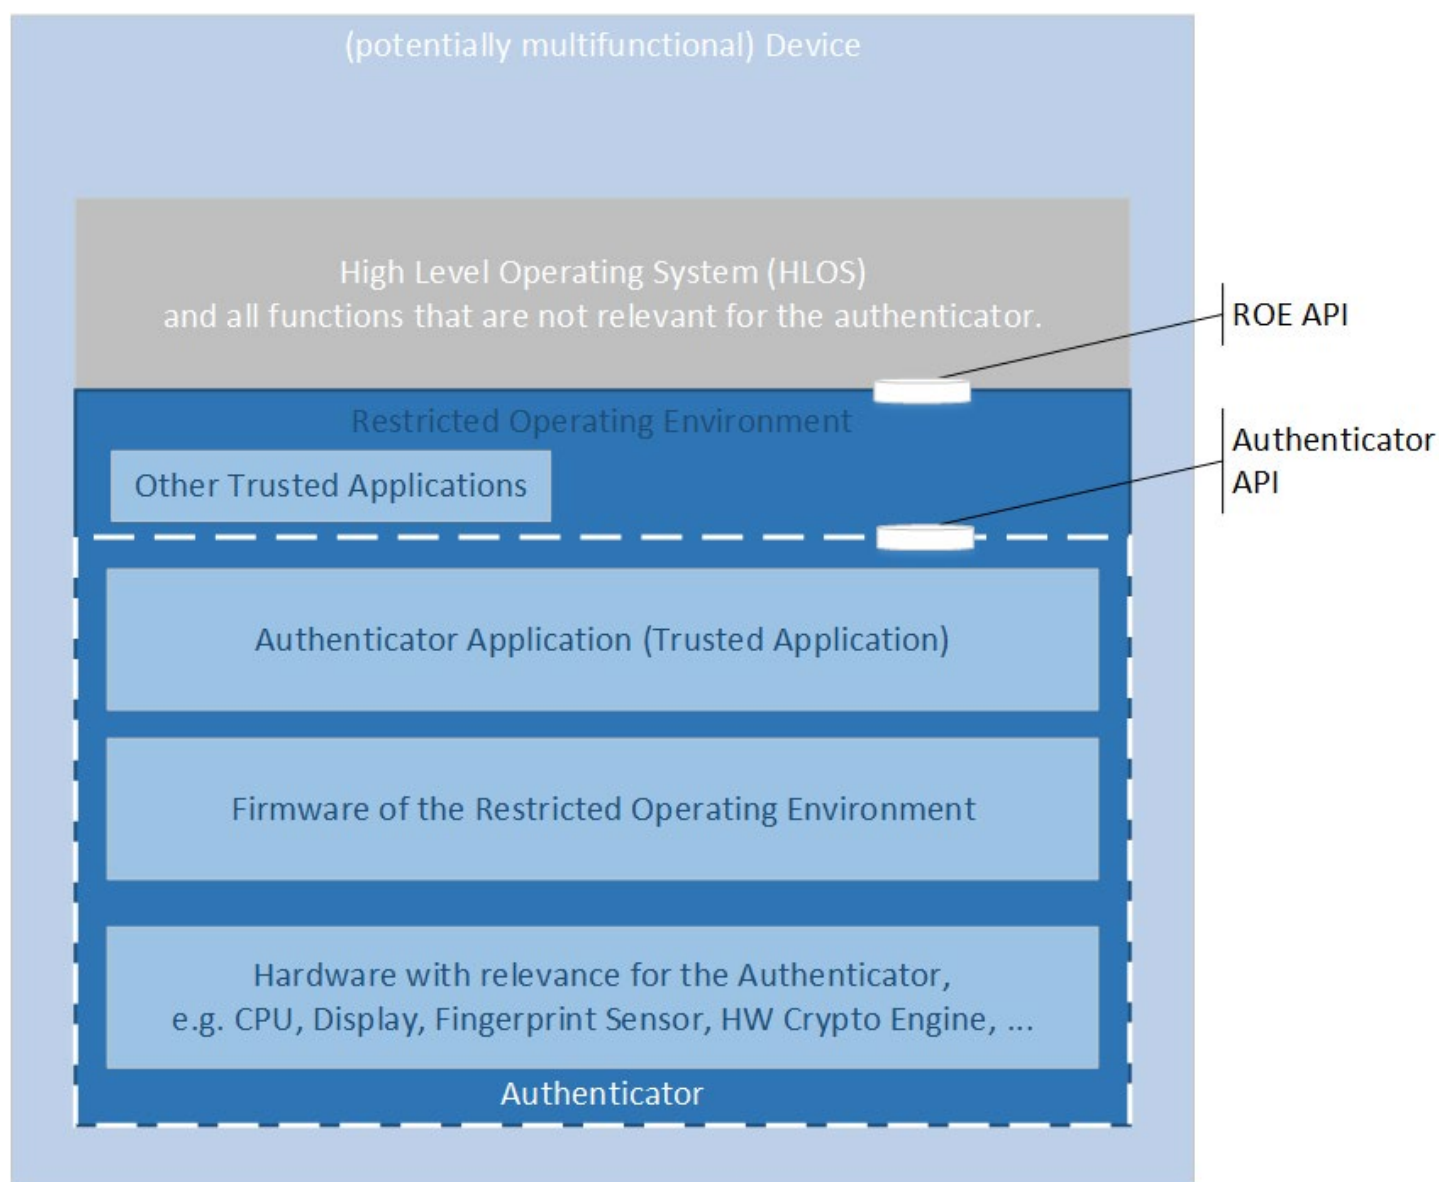 (potentially multifunctional) Device
High Level Operating System (HLOS)
and all functions that are not relevant for the authenticator.
ROE API
Restricted Operating Environment
Authenticator
API
Other Trusted Applications
Authenticator Application (Trusted Application)
Firmware of the Restricted Operating Environment
Hardware with relevance for the Authenticator,
e.g. CPU, Display, Fingerprint Sensor, HW Crypto Engine, ...
Authenticator